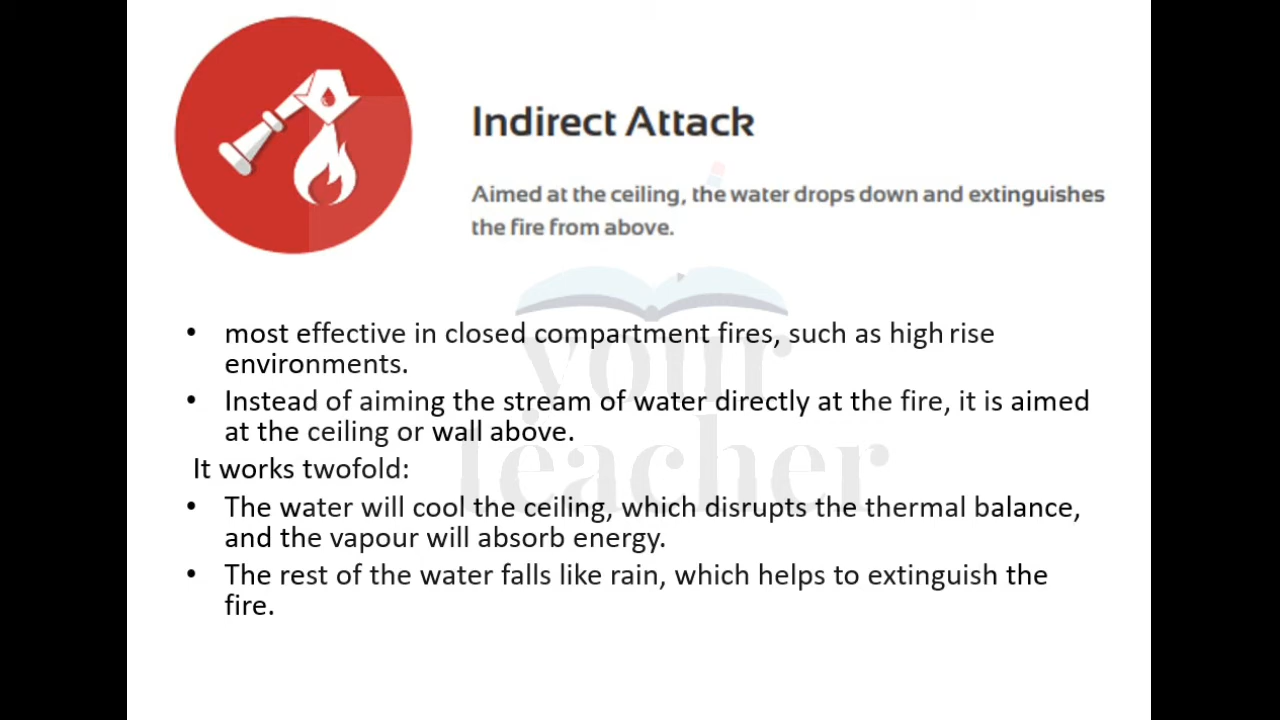 Indirect Attack
Aimed at the ceiling, the water drops down and extinguishes
the fire from above.
• most effective in closed compartment fires, such as high rise
environments.
• Instead of aiming the stream of water directly at the fire, it is aimed
at the ceiling or wall above.
It works twofold:
• The water will cool the ceiling, which disrupts the thermal balance,
and the vapour will absorb energy.
• The rest of the water falls like rain, which helps to extinguish the
fire.
your
teacher